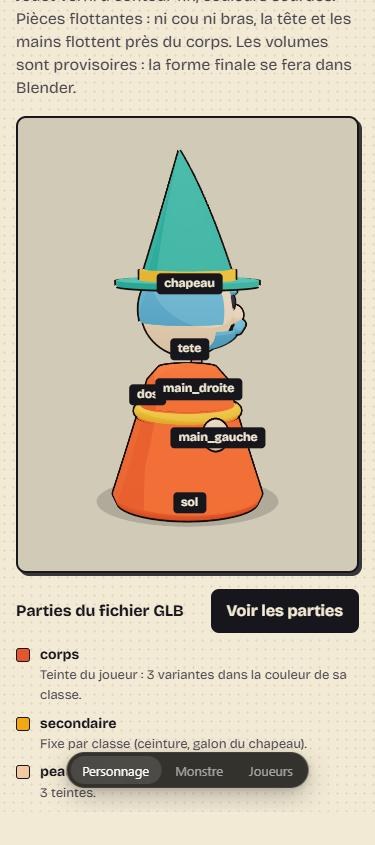 Pièces flottantes : ni cou ni bras, la tête et les
mains flottent près du corps. Les volumes
sont provisoires : la forme finale se fera dans
Blender.
chapeau
tete
dos
main_droite
main_gauche
sol
Parties du fichier GLB
Voir les parties
corps
Teinte du joueur : 3 variantes dans la couleur de sa
classe.
secondaire
Fixe par classe (ceinture, galon du chapeau).
Personnage
Monstre
Joueurs
3 teintes.